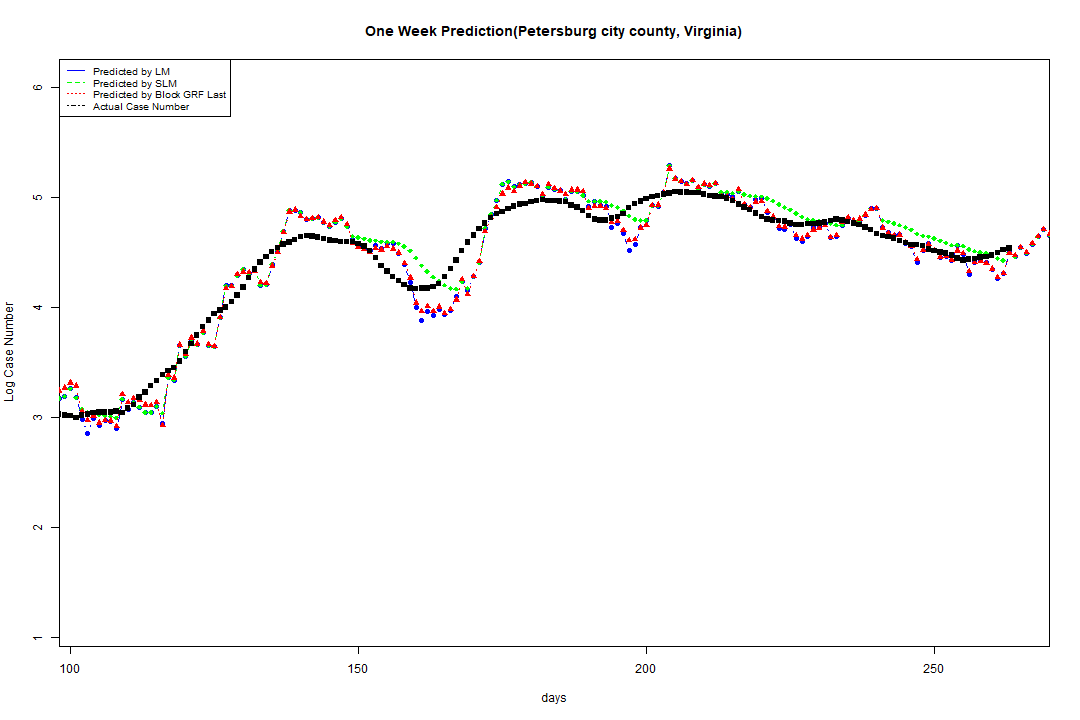 One Week Prediction(Petersburg city county, Virginia)
Predicted by LM
Predicted by SLM
Predicted by Block GRF Last
Actual Case Number
6
5
4
3
2
1
Log Case Number
100 150 200 250
days